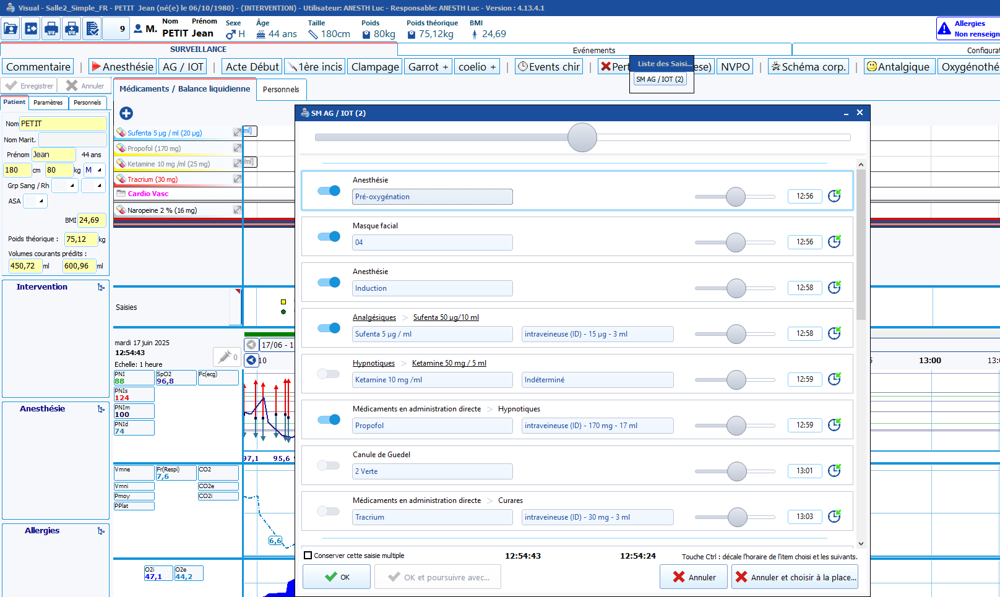 Visual - Salle2_Simple_FR - PETIT Jean (né(e) le 06/10/1980) - (INTERVENTION) - Utilisateur: ANESTH Luc - Responsable: ANESTH Luc - Version : 4.13.4.1
9
M.
Nom
PETIT
Prénom
Jean
Sexe
H
Âge
44 ans
Taille
180cm
Poids
80kg
Poids théorique
75,12kg
BMI
24,69
Allergies
Non renseign
SURVEILLANCE
Evénements
Configurat
Commentaire | Anesthésie AG / IOT | Acte Début 1ère incis Clampage Garrot + coelio + | Events chir | Pert ese) NVPO | Schéma corp. | Antalgique Oxygénothé
Liste des Saisi...
SM AG / IOT (2)
Enregistrer
Annuler
Médicaments / Balance liquidienne
Personnels
Patient
Paramètres
Personnels
Nom PETIT
Nom Marit.
Prénom Jean 44 ans
180 cm 80 kg M
Grp Sang / Rh
ASA
BMI 24,69
Poids théorique : 75,12 kg
Volumes courants prédits :
450,72 ml 600,96 ml
Intervention
Anesthésie
Allergies
Sufenta 5 µg / ml (20 µg)
ml]
Propofol (170 mg)
Ketamine 10 mg /ml (25 mg)
/ml]
Tracrium (30 mg)
Cardio Vasc
Naropeine 2 % (16 mg)
Saisies
mardi 17 juin 2025
12:54:43
Echelle: 1 heure
0
17/06 - 1
10
PNI
88
SpO2
96,8
Fc(ecg)
PNIs
124
PNIm
100
PNId
74
97,1 95,6
Vmne
Fr(Respi)
7,6
CO2
Vmni
CO2e
Pmoy
CO2i
PPlat
6,6
O2i
47,1
O2e
44,2
SM AG / IOT (2)
Anesthésie
Pré-oxygénation
12:56
Masque facial
04
12:56
Anesthésie
Induction
12:58
Analgésiques > Sufenta 50 µg/10 ml
Sufenta 5 µg / ml
intraveineuse (ID) - 15 µg - 3 ml
12:58
Hypnotiques > Ketamine 50 mg / 5 ml
Ketamine 10 mg /ml
Indéterminé
12:59
Médicaments en administration directe > Hypnotiques
Propofol
intraveineuse (ID) - 170 mg - 17 ml
12:59
Canule de Guedel
2 Verte
13:01
Médicaments en administration directe > Curares
Tracrium
intraveineuse (ID) - 30 mg - 3 ml
13:03
Conserver cette saisie multiple
12:54:43
12:54:24
Touche Ctrl : décale l'horaire de l'item choisi et les suivants.
OK
OK et poursuivre avec...
Annuler
Annuler et choisir à la place...
13:00
13:0